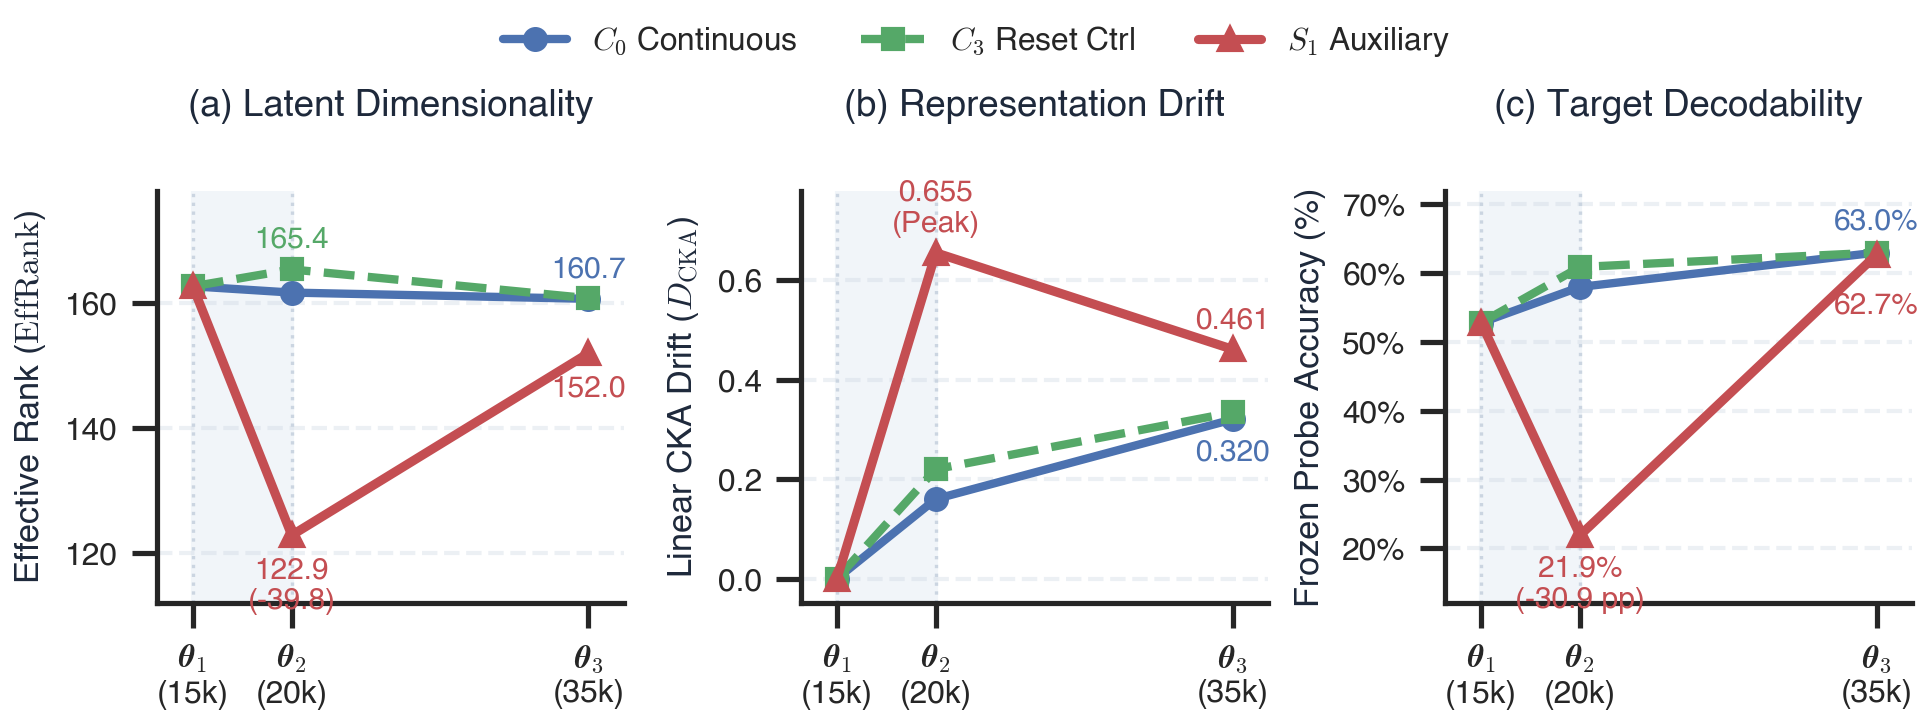 C₀ Continuous
C₃ Reset Ctrl
S₁ Auxiliary
(a) Latent Dimensionality
Effective Rank (EffRank)
160
140
120
165.4
160.7
152.0
122.9
(-39.8)
θ₁
(15k)
θ₂
(20k)
θ₃
(35k)
(b) Representation Drift
Linear CKA Drift (D_CKA)
0.6
0.4
0.2
0.0
0.655
(Peak)
0.461
0.320
θ₁
(15k)
θ₂
(20k)
θ₃
(35k)
(c) Target Decodability
Frozen Probe Accuracy (%)
70%
60%
50%
40%
30%
20%
63.0%
62.7%
21.9%
(-30.9 pp)
θ₁
(15k)
θ₂
(20k)
θ₃
(35k)